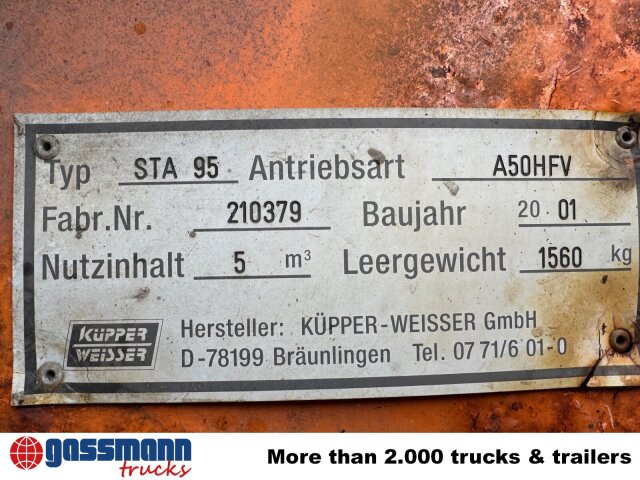 Typ STA 95 Antriebsart A50HFV
Fabr.Nr. 210379 Baujahr 20 01
Nutzinhalt 5 m³ Leergewicht 1560 kg
KÜPPER
WEISSER
Hersteller: KÜPPER-WEISSER GmbH
D-78199 Bräunlingen Tel. 07 71/6 01-0
gassmann
trucks
More than 2.000 trucks & trailers